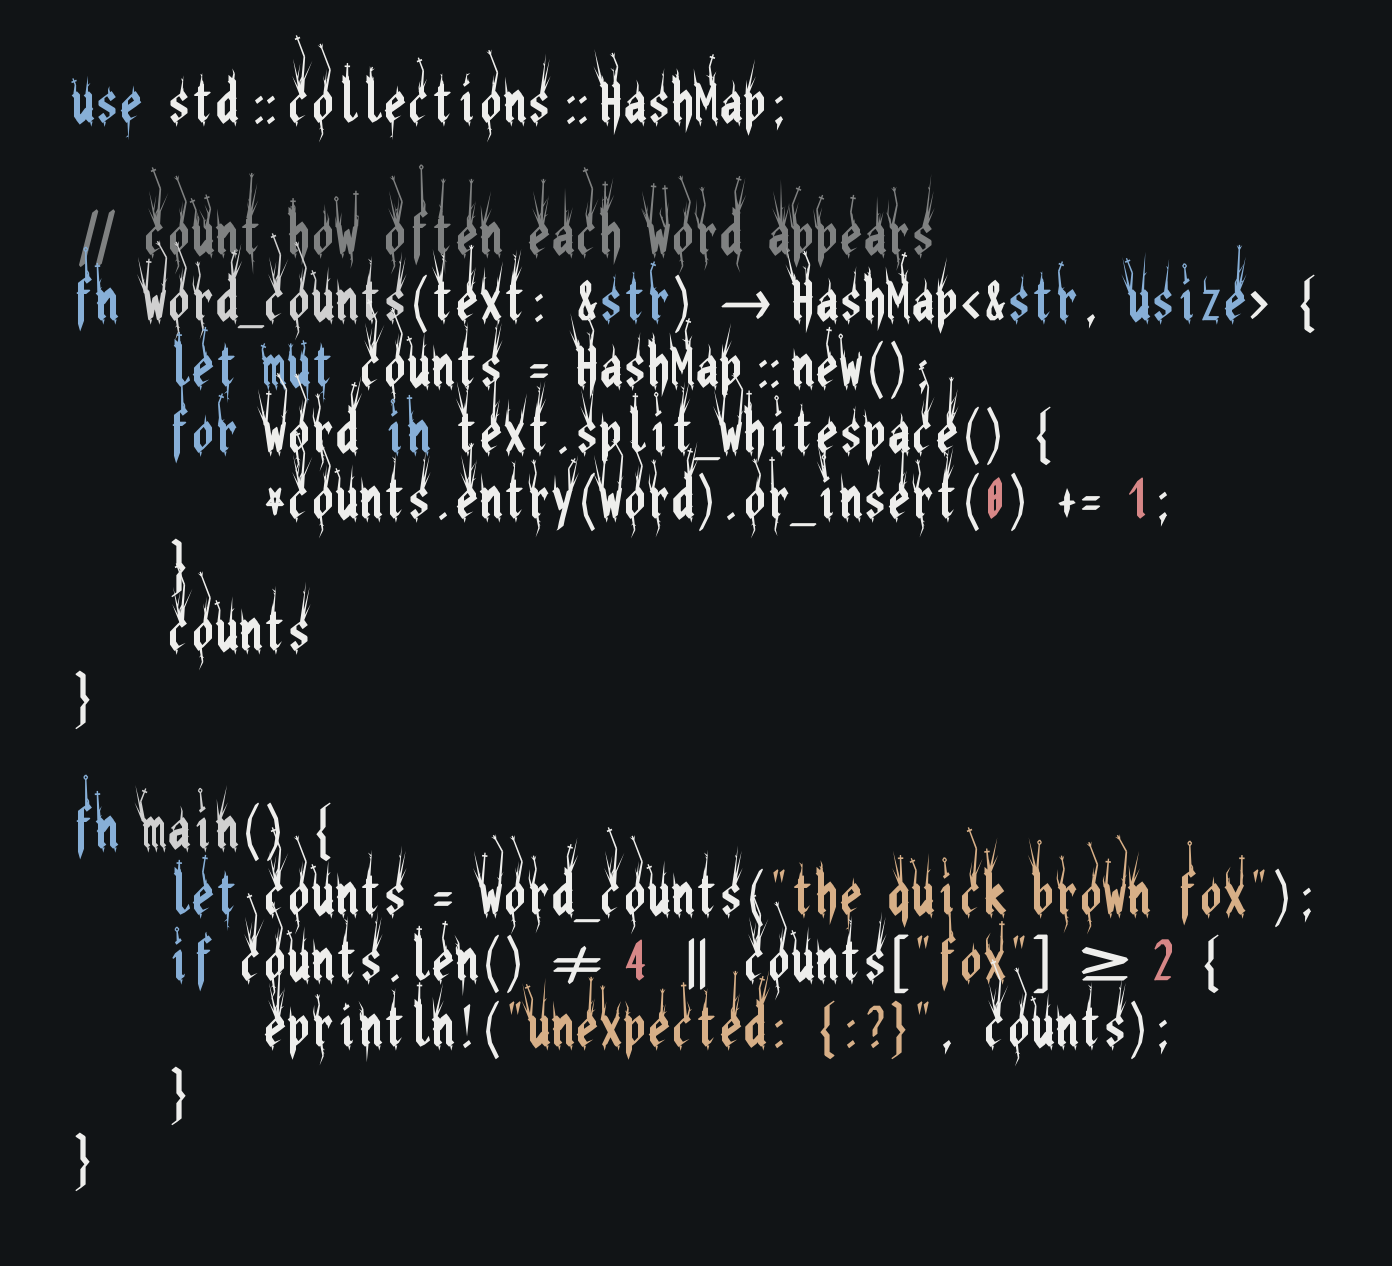 use std::collections::HashMap;

// count how often each word appears
fn word_counts(text: &str) -> HashMap<&str, usize> {
    let mut counts = HashMap::new();
    for word in text.split_whitespace() {
        *counts.entry(word).or_insert(0) += 1;
    }
    counts
}

fn main() {
    let counts = word_counts("the quick brown fox");
    if counts.len() != 4 || counts["fox"] >= 2 {
        eprintln!("unexpected: {:?}", counts);
    }
}